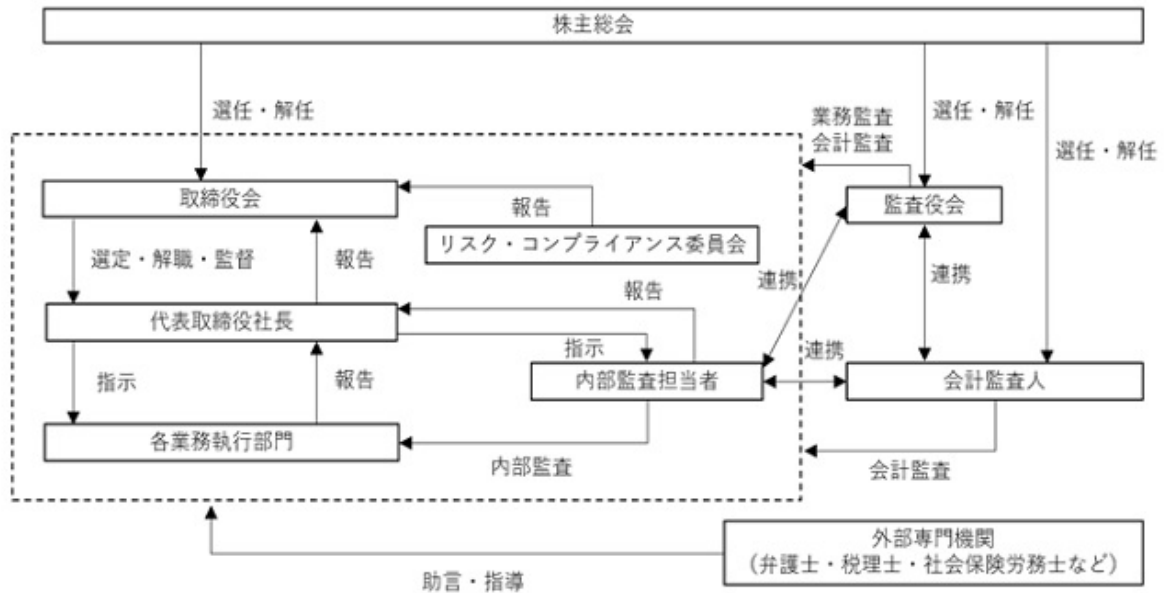 株主総会
選任・解任
業務監査
会計監査
選任・解任
選任・解任
取締役会
監査役会
報告
リスク・コンプライアンス委員会
選定・解職・監督
報告
連携
連携
報告
代表取締役社長
指示
連携
指示
報告
内部監査担当者
会計監査人
各業務執行部門
内部監査
会計監査
外部専門機関
（弁護士・税理士・社会保険労務士など）
助言・指導